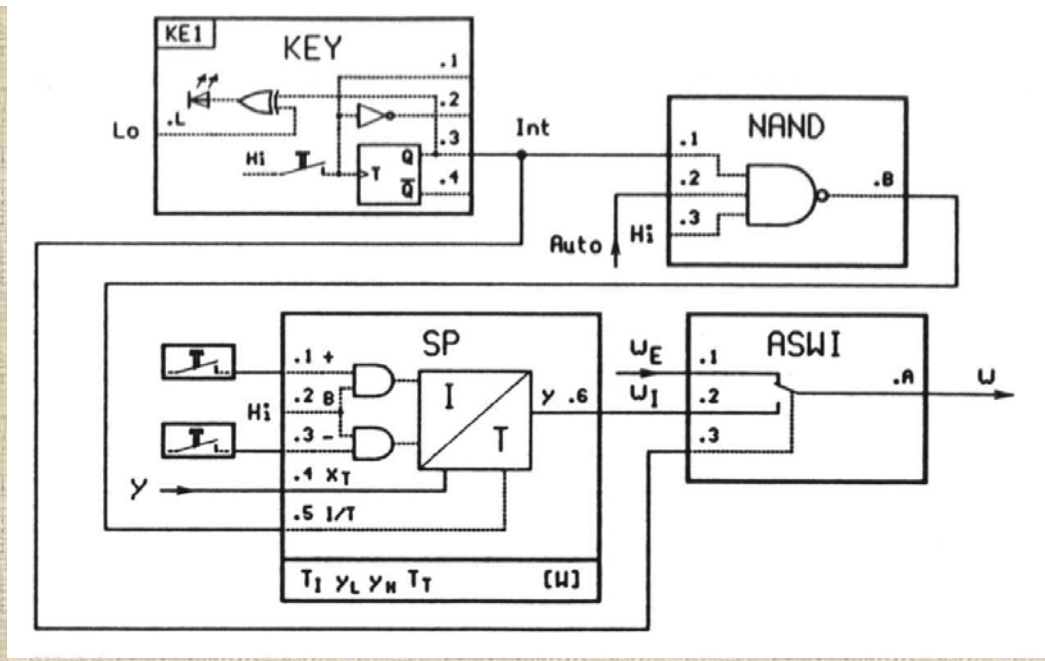 KE1
KEY
.1
.2
.3
.4
.L
Lo
Hi
T
Q
Q̅
Int
NAND
.1
.2
.3
.B
Auto
Hi
SP
.1 +
.2 B
Hi
.3 -
.4 XT
y
.5 I/T
I
T
y .6
TI yL yH TT [W]
ASWI
WE
.1
WI
.2
.3
.A
W